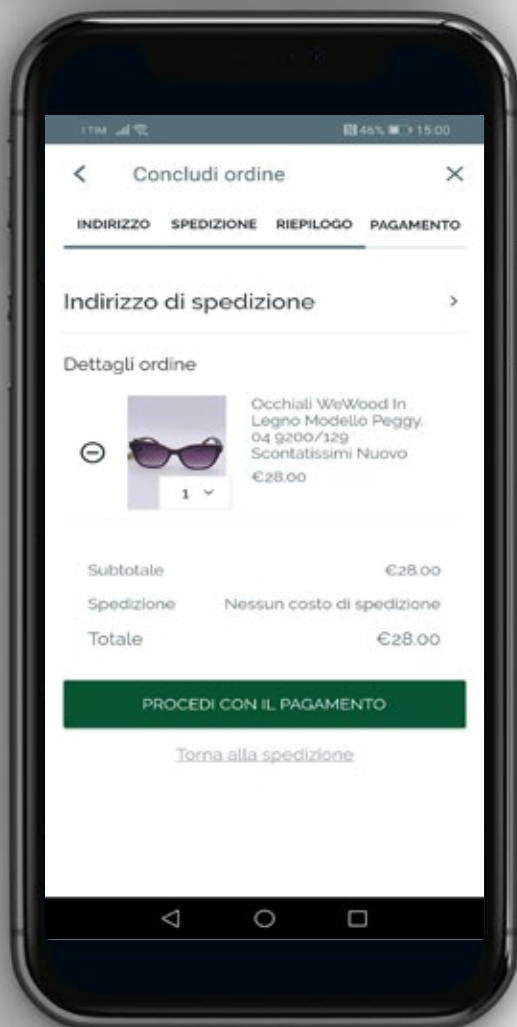 I TIM 46% 15:00
Concludi ordine
INDIRIZZO SPEDIZIONE RIEPILOGO PAGAMENTO
Indirizzo di spedizione
Dettagli ordine
Occhiali WeWood In
Legno Modello Peggy.
04 9200/129
Scontatissimi Nuovo
€28.00
1
Subtotale €28.00
Spedizione Nessun costo di spedizione
Totale €28.00
PROCEDI CON IL PAGAMENTO
Torna alla spedizione